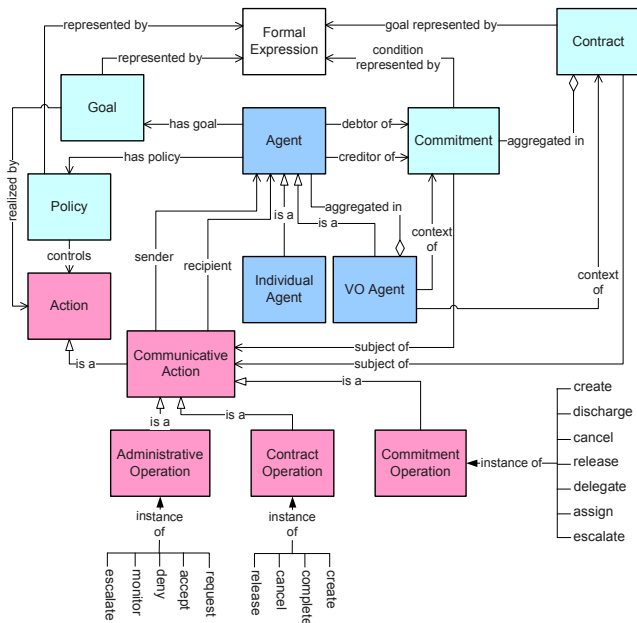 represented by
goal represented by
Formal
Expression
Contract
represented by
condition
represented by
Goal
Agent
Commitment
has goal
debtor of
creditor of
aggregated in
has policy
realized by
Policy
aggregated in
is a
is a
context
of
context
of
controls
sender
recipient
Action
Individual
Agent
VO Agent
is a
Communicative
Action
subject of
subject of
is a
is a
is a
Administrative
Operation
Contract
Operation
Commitment
Operation
instance of
create
discharge
cancel
release
delegate
assign
escalate
instance
of
instance
of
escalate
monitor
deny
accept
request
release
cancel
complete
create